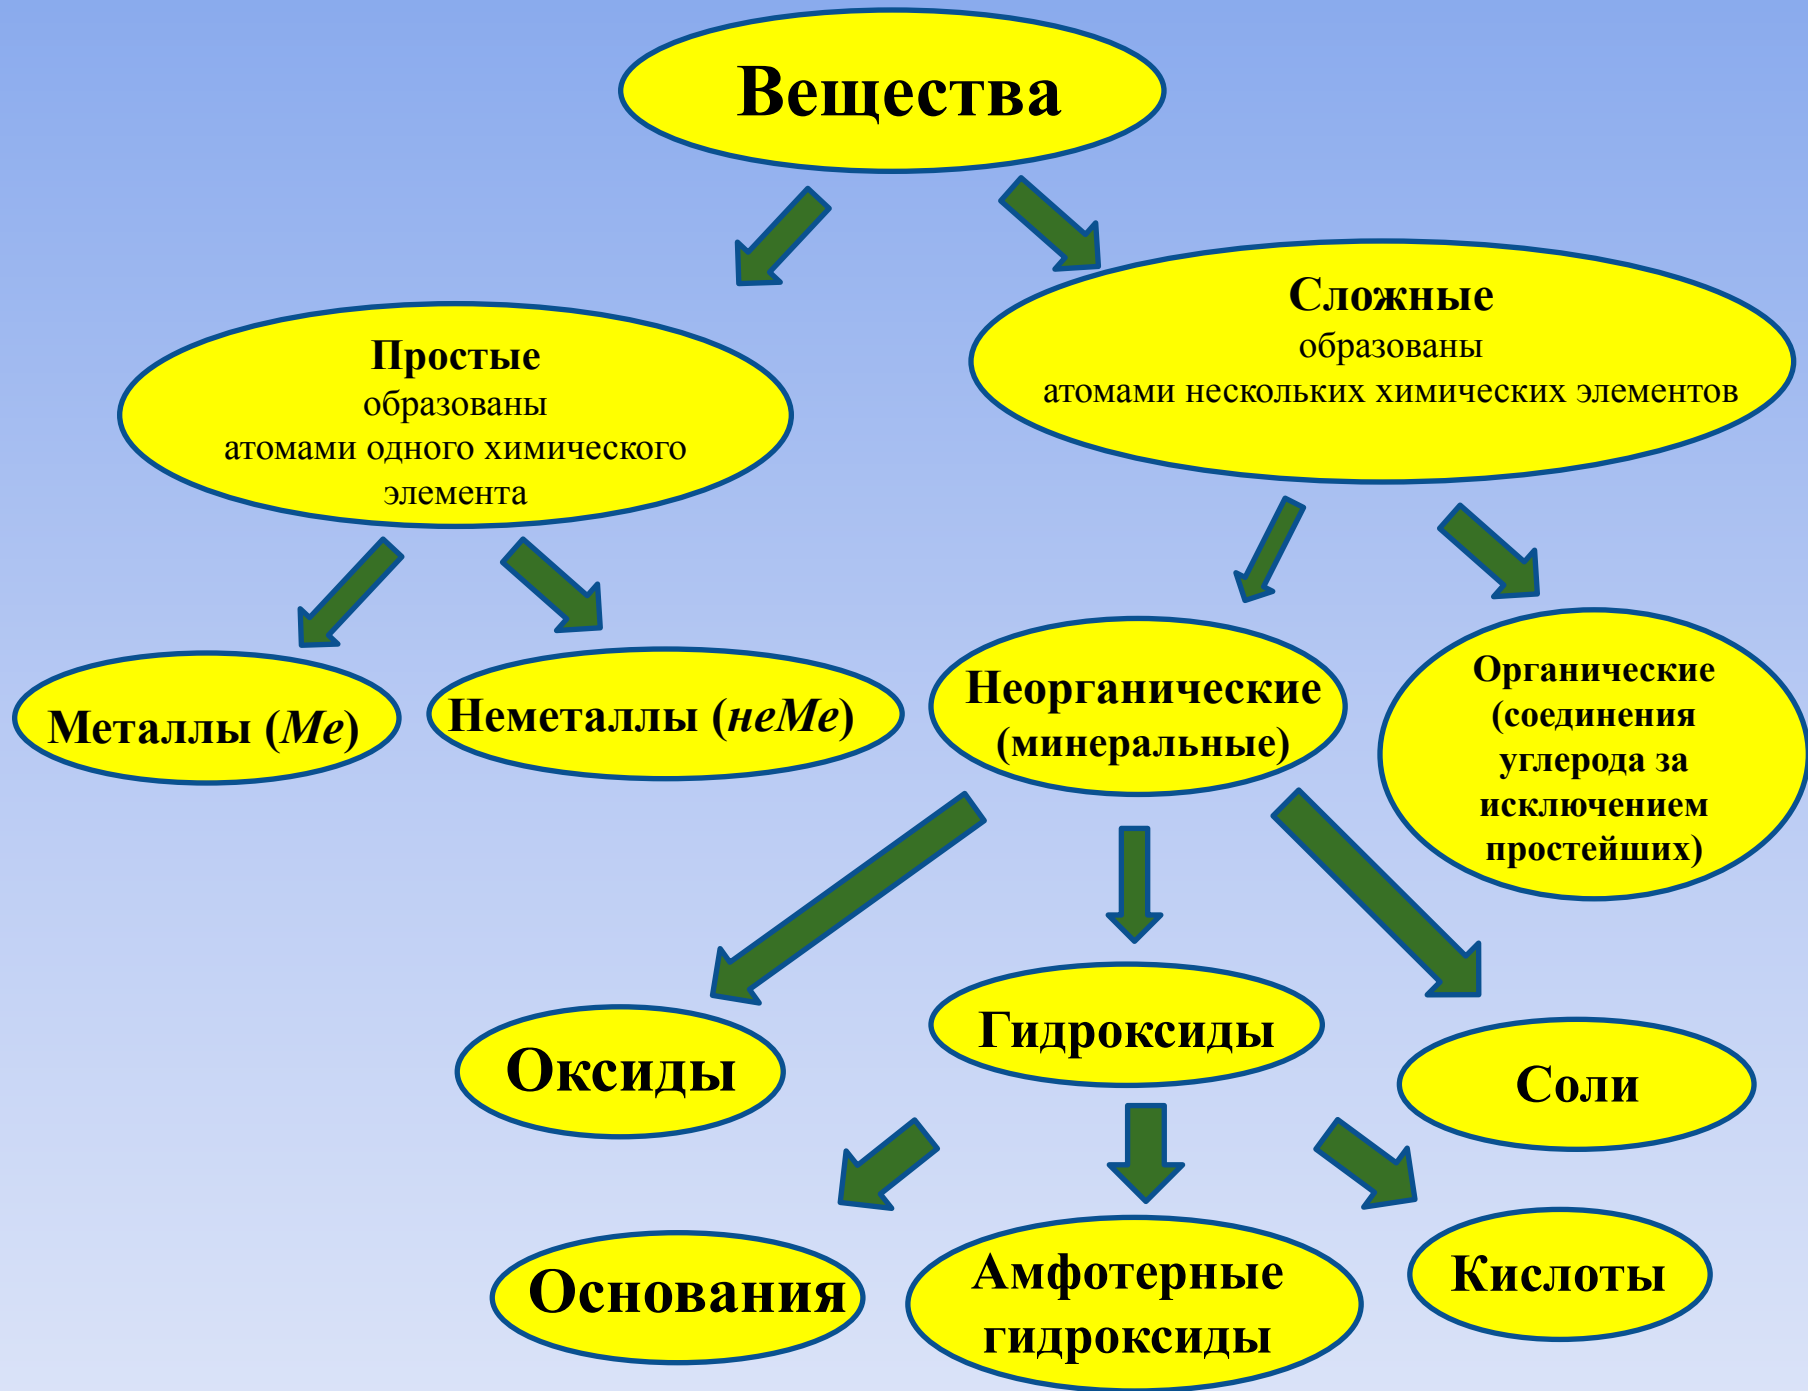 Вещества
Простые
образованы
атомами одного химического
элемента
Сложные
образованы
атомами нескольких химических элементов
Металлы (Ме)
Неметаллы (неМе)
Неорганические
(минеральные)
Органические
(соединения
углерода за
исключением
простейших)
Оксиды
Гидроксиды
Соли
Основания
Амфотерные
гидроксиды
Кислоты